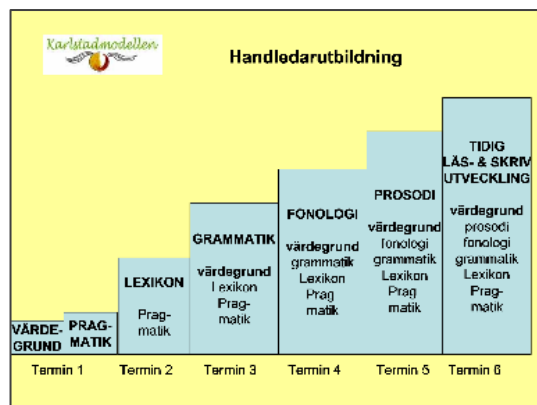 Karlstadmodellen
Handledarutbildning
VÄRDE-
GRUND
PRAG-
MATIK
LEXIKON
Prag-
matik
GRAMMATIK
värdegrund
Lexikon
Prag-
matik
FONOLOGI
värdegrund
grammatik
Lexikon
Prag
matik
PROSODI
värdegrund
fonologi
grammatik
Lexikon
Prag
matik
TIDIG
LÄS- & SKRIV
UTVECKLING
värdegrund
prosodi
fonologi
grammatik
Lexikon
Prag-
matik
Termin 1
Termin 2
Termin 3
Termin 4
Termin 5
Termin 6